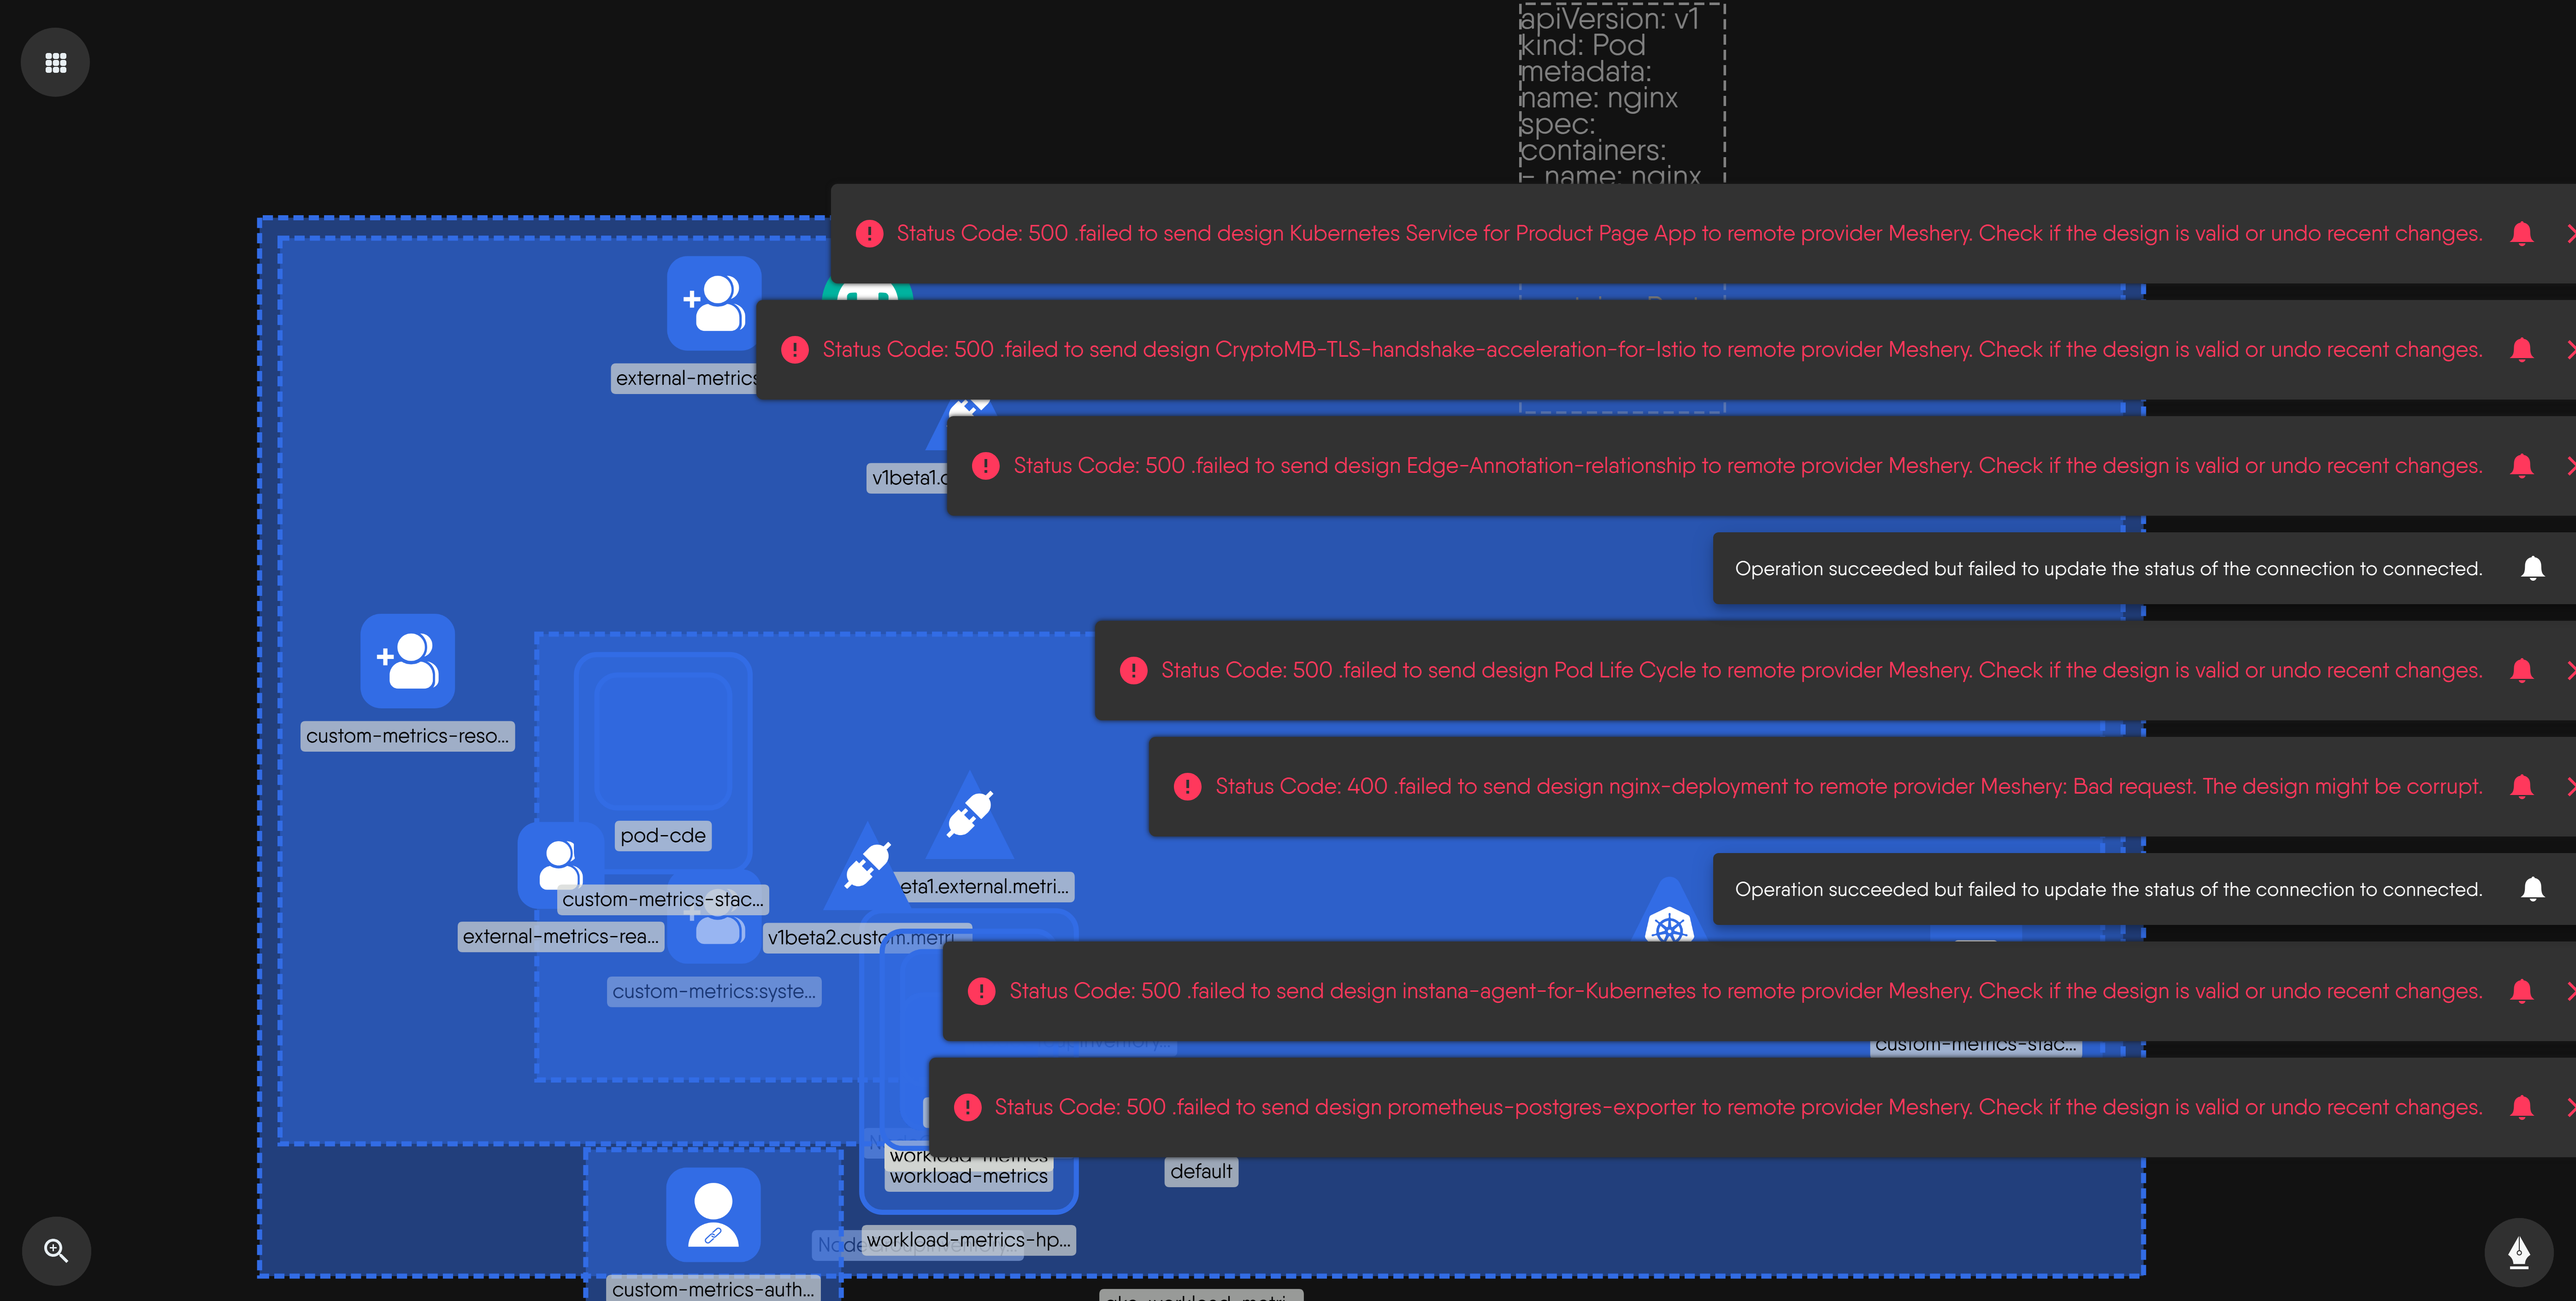 apiVersion: v1
kind: Pod
metadata:
name: nginx
spec:
containers:
- name: nginx
Status Code: 500 .failed to send design Kubernetes Service for Product Page App to remote provider Meshery. Check if the design is valid or undo recent changes.
Status Code: 500 .failed to send design CryptoMB-TLS-handshake-acceleration-for-Istio to remote provider Meshery. Check if the design is valid or undo recent changes.
external-metrics
Status Code: 500 .failed to send design Edge-Annotation-relationship to remote provider Meshery. Check if the design is valid or undo recent changes.
v1beta1.c
Operation succeeded but failed to update the status of the connection to connected.
Status Code: 500 .failed to send design Pod Life Cycle to remote provider Meshery. Check if the design is valid or undo recent changes.
custom-metrics-reso...
Status Code: 400 .failed to send design nginx-deployment to remote provider Meshery: Bad request. The design might be corrupt.
pod-cde
eta1.external.metri...
Operation succeeded but failed to update the status of the connection to connected.
custom-metrics-stac...
external-metrics-rea...
v1beta2.custom.metri...
custom-metrics:syste...
Status Code: 500 .failed to send design instana-agent-for-Kubernetes to remote provider Meshery. Check if the design is valid or undo recent changes.
custom-metrics-stac...
Status Code: 500 .failed to send design prometheus-postgres-exporter to remote provider Meshery. Check if the design is valid or undo recent changes.
workload-metrics
workload-metrics
default
NodeGroupInventory...
workload-metrics-hp...
custom-metrics-auth...
gke-workload-metri...